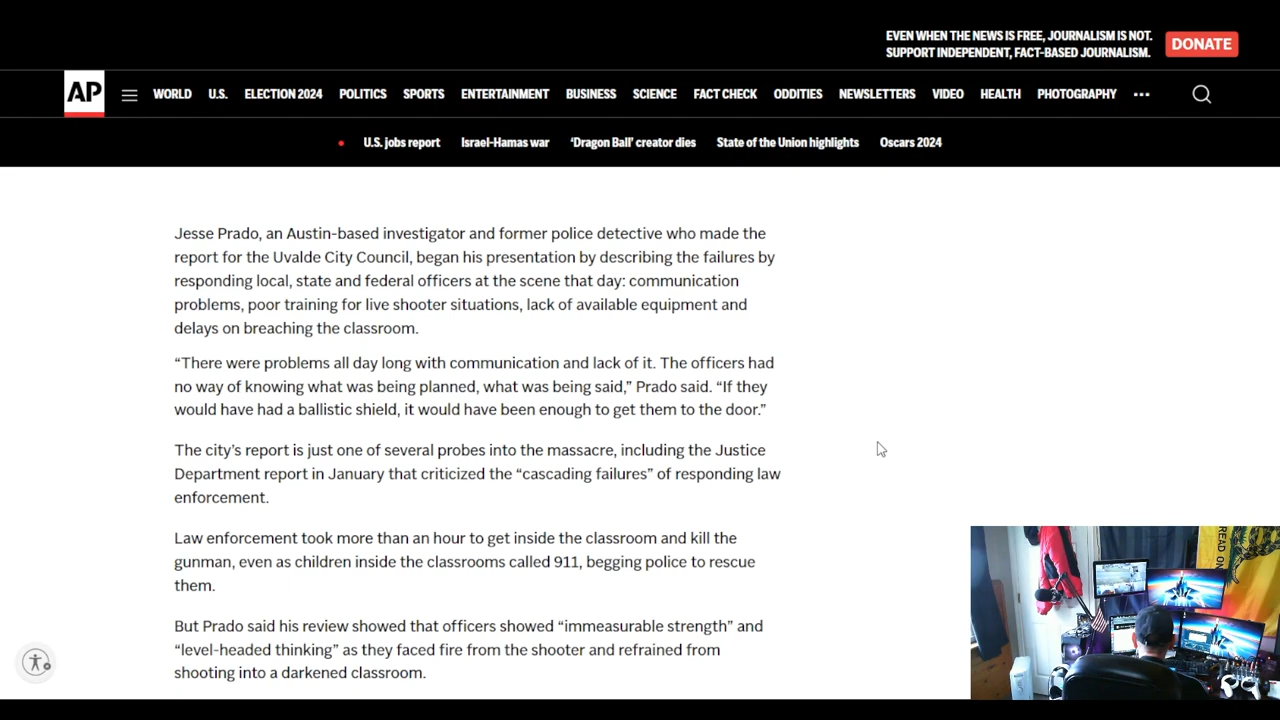 EVEN WHEN THE NEWS IS FREE, JOURNALISM IS NOT.
SUPPORT INDEPENDENT, FACT-BASED JOURNALISM.
DONATE
AP
WORLD U.S. ELECTION 2024 POLITICS SPORTS ENTERTAINMENT BUSINESS SCIENCE FACT CHECK ODDITIES NEWSLETTERS VIDEO HEALTH PHOTOGRAPHY
U.S. jobs report Israel-Hamas war ‘Dragon Ball’ creator dies State of the Union highlights Oscars 2024
Jesse Prado, an Austin-based investigator and former police detective who made the
report for the Uvalde City Council, began his presentation by describing the failures by
responding local, state and federal officers at the scene that day: communication
problems, poor training for live shooter situations, lack of available equipment and
delays on breaching the classroom.
“There were problems all day long with communication and lack of it. The officers had
no way of knowing what was being planned, what was being said,” Prado said. “If they
would have had a ballistic shield, it would have been enough to get them to the door.”
The city’s report is just one of several probes into the massacre, including the Justice
Department report in January that criticized the “cascading failures” of responding law
enforcement.
Law enforcement took more than an hour to get inside the classroom and kill the
gunman, even as children inside the classrooms called 911, begging police to rescue
them.
But Prado said his review showed that officers showed “immeasurable strength” and
“level-headed thinking” as they faced fire from the shooter and refrained from
shooting into a darkened classroom.
READ ON